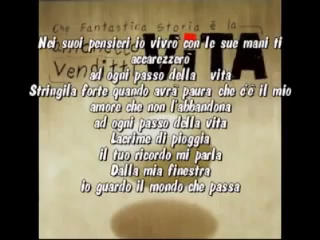 Che Fantastica Storia è la
VITA
Venditti
Nei suoi pensieri io vivrò con le sue mani ti
accarezzerò
ad ogni passo della vita
Stringila forte quando avrà paura che c'è il mio
amore che non l'abbandona
ad ogni passo della vita
Lacrime di pioggia
il tuo ricordo mi parla
Dalla mia finestra
io guardo il mondo che passa